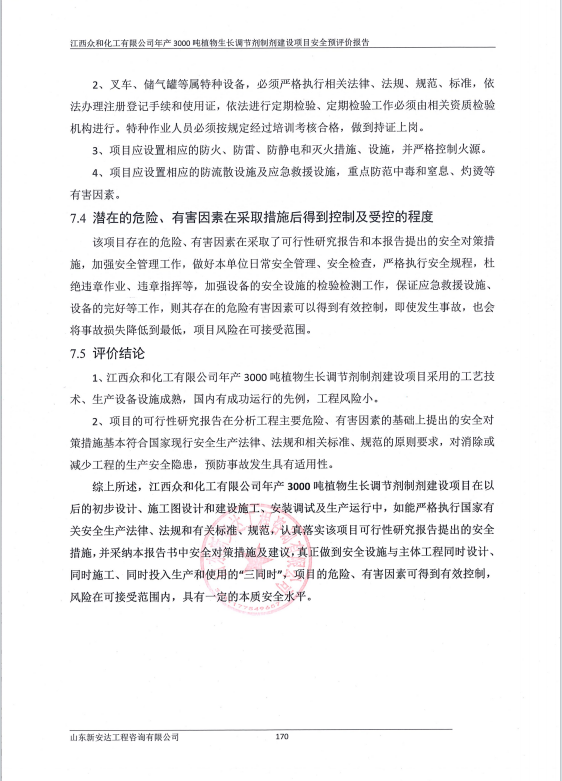 江西众和化工有限公司年产 3000 吨植物生长调节剂制剂建设项目安全预评价报告
2、叉车、储气罐等属特种设备，必须严格执行相关法律、法规、规范、标准，依
法办理注册登记手续和使用证，依法进行定期检验、定期检验工作必须由相关资质检验
机构进行。特种作业人员必须按规定经过培训考核合格，做到持证上岗。
3、项目应设置相应的防火、防雷、防静电和灭火措施、设施，并严格控制火源。
4、项目应设置相应的防流散设施及应急救援设施，重点防范中毒和窒息、灼烫等
有害因素。
7.4 潜在的危险、有害因素在采取措施后得到控制及受控的程度
该项目存在的危险、有害因素在采取了可行性研究报告和本报告提出的安全对策措
施，加强安全管理工作，做好本单位日常安全管理、安全检查，严格执行安全规程，杜
绝违章作业、违章指挥等，加强设备的安全设施的检验检测工作，保证应急救援设施、
设备的完好等工作，则其存在的危险有害因素可以得到有效控制，即使发生事故，也会
将事故损失降低到最低，项目风险在可接受范围。
7.5 评价结论
1、江西众和化工有限公司年产 3000 吨植物生长调节剂制剂建设项目采用的工艺技
术、生产设备设施成熟，国内有成功运行的先例，工程风险小。
2、项目的可行性研究报告在分析工程主要危险、有害因素的基础上提出的安全对
策措施基本符合国家现行安全生产法律、法规和相关标准、规范的原则要求，对消除或
减少工程的生产安全隐患，预防事故发生具有适用性。
综上所述，江西众和化工有限公司年产 3000 吨植物生长调节剂制剂建设项目在以
后的初步设计、施工图设计和建设施工、安装调试及生产运行中，如能严格执行国家有
关安全生产法律、法规和有关标准、规范，认真落实该项目可行性研究报告提出的安全
措施，并采纳本报告书中安全对策措施及建议，真正做到安全设施与主体工程同时设计、
同时施工、同时投入生产和使用的“三同时”，项目的危险、有害因素可得到有效控制，
风险在可接受范围内，具有一定的本质安全水平。
山东新安达工程咨询有限公司
170